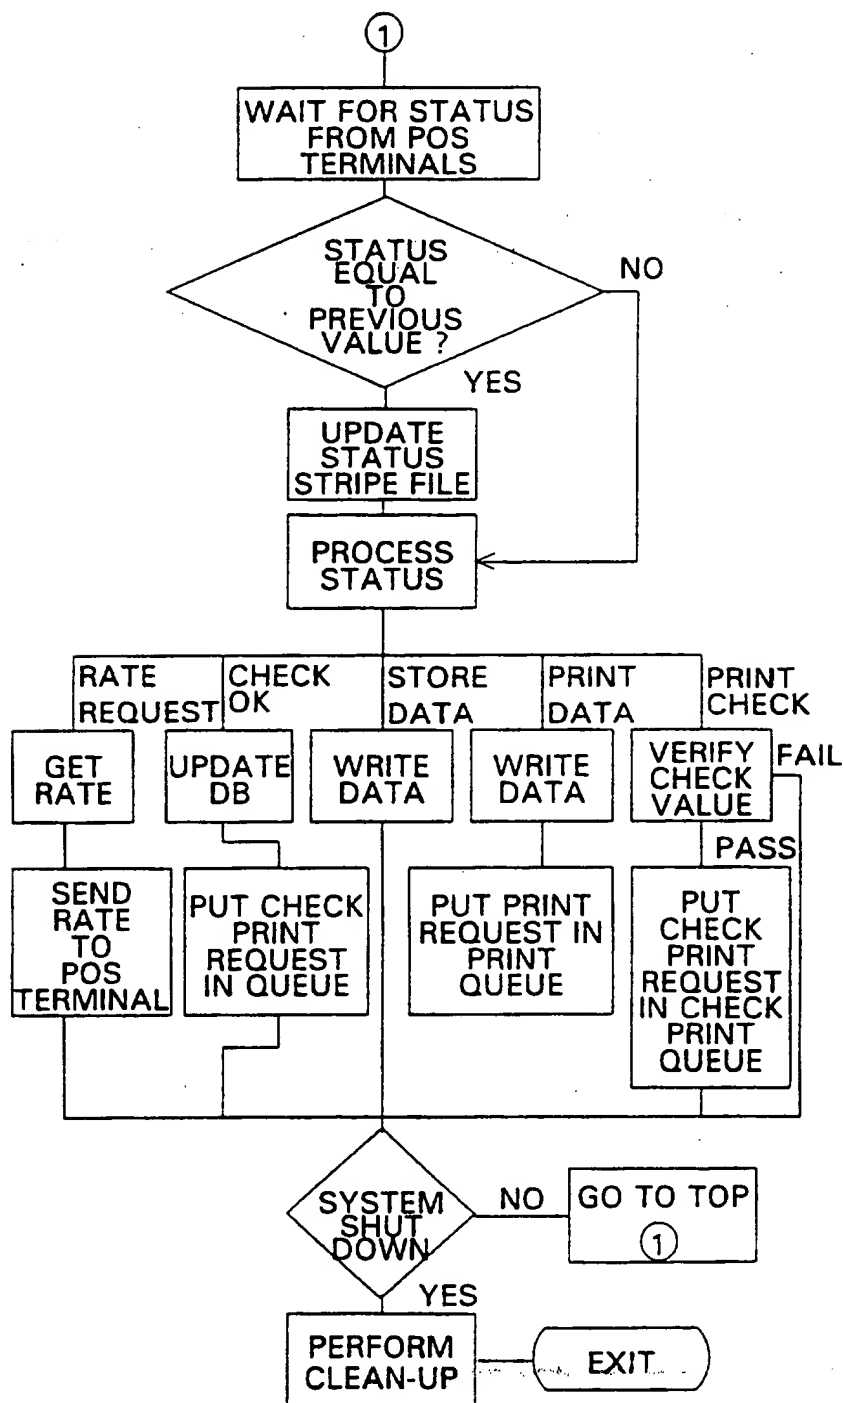 1
WAIT FOR STATUS
FROM POS
TERMINALS
STATUS
EQUAL
TO
PREVIOUS
VALUE ?
NO
YES
UPDATE
STATUS
STRIPE FILE
PROCESS
STATUS
RATE
REQUEST
CHECK
OK
STORE
DATA
PRINT
DATA
PRINT
CHECK
GET
RATE
UPDATE
DB
WRITE
DATA
WRITE
DATA
VERIFY
CHECK
VALUE
FAIL
PASS
SEND
RATE
TO
POS
TERMINAL
PUT CHECK
PRINT
REQUEST
IN QUEUE
PUT PRINT
REQUEST IN
PRINT
QUEUE
PUT
CHECK
PRINT
REQUEST
IN CHECK
PRINT
QUEUE
SYSTEM
SHUT
DOWN
NO
GO TO TOP
1
YES
PERFORM
CLEAN-UP
EXIT